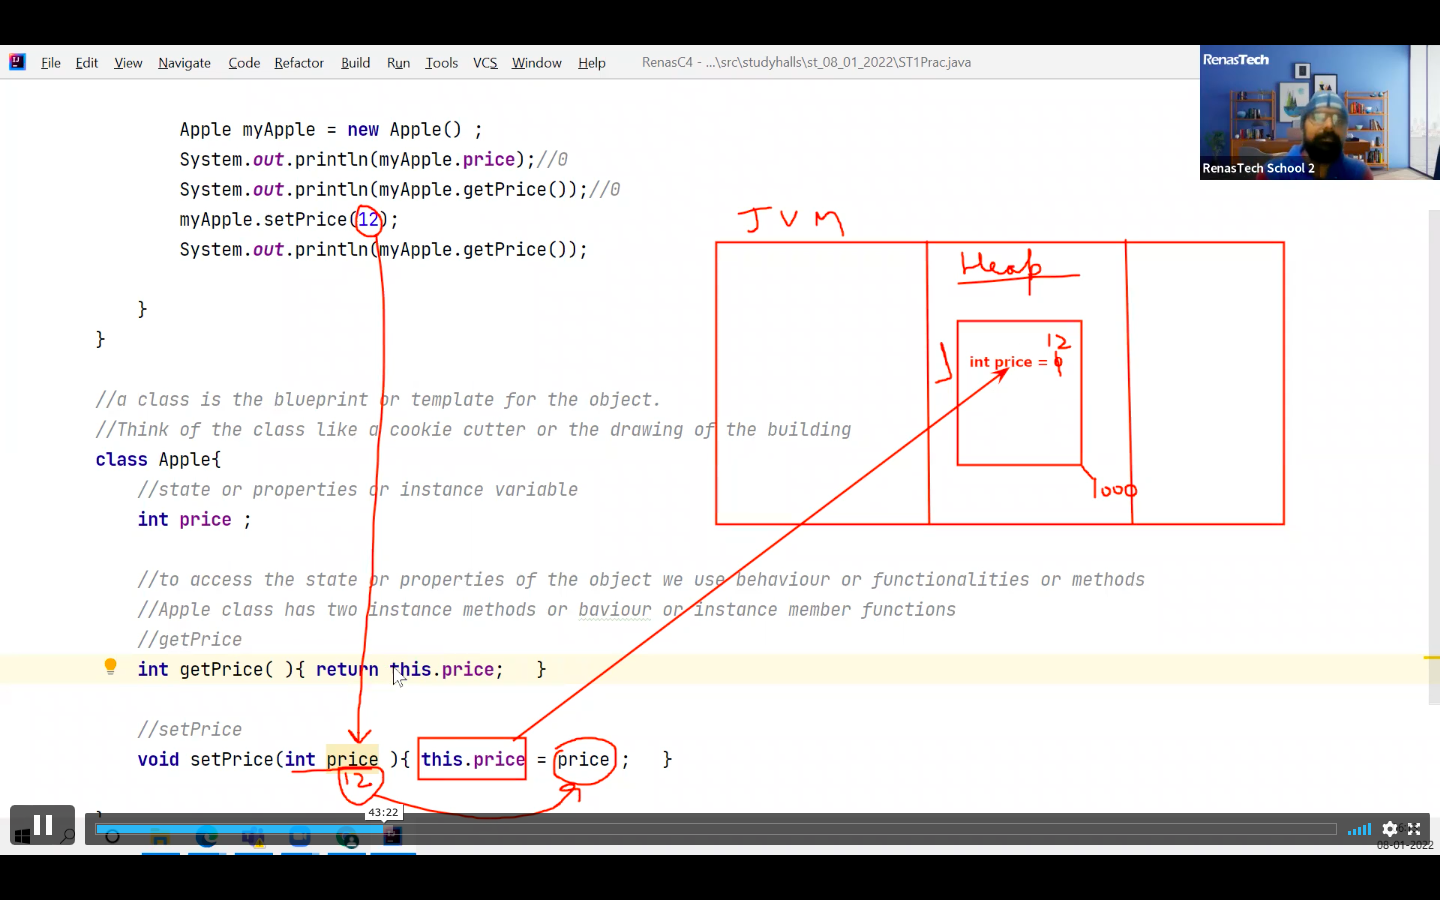 File Edit View Navigate Code Refactor Build Run Tools VCS Window Help RenasC4 - ...\src\studyhalls\st_08_01_2022\ST1Prac.java
RenasTech
RenasTech School 2
Apple myApple = new Apple() ;
System.out.println(myApple.price);//0
System.out.println(myApple.getPrice());//0
myApple.setPrice(12);
System.out.println(myApple.getPrice());
}
}
JVM
Heap
12
int price =
1000
//a class is the blueprint or template for the object.
//Think of the class like a cookie cutter or the drawing of the building
class Apple{
//state or properties or instance variable
int price ;
//to access the state or properties of the object we use behaviour or functionalities or methods
//Apple class has two instance methods or baviour or instance member functions
//getPrice
int getPrice( ){ return this.price; }
//setPrice
void setPrice(int price ){ this.price = price ; }
12
43:22
08-01-2022